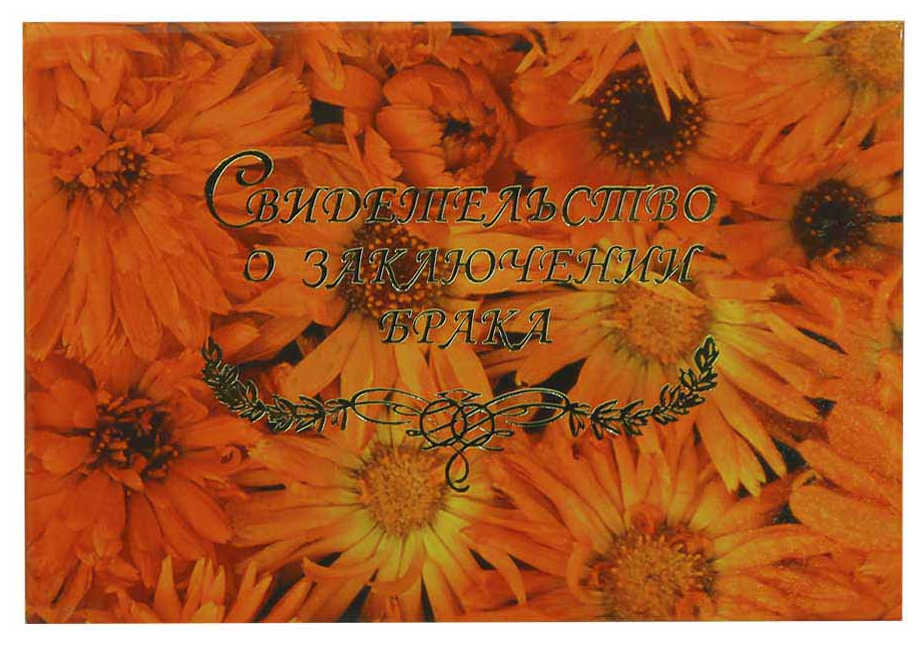 Свидетельство
о заключении
брака